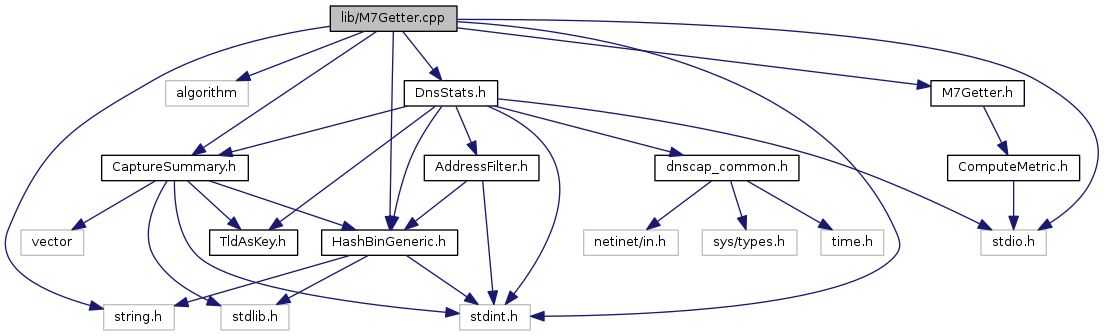 lib/M7Getter.cpp
algorithm
DnsStats.h
M7Getter.h
CaptureSummary.h
AddressFilter.h
dnscap_common.h
ComputeMetric.h
vector
TldAsKey.h
HashBinGeneric.h
netinet/in.h
sys/types.h
time.h
stdio.h
string.h
stdlib.h
stdint.h